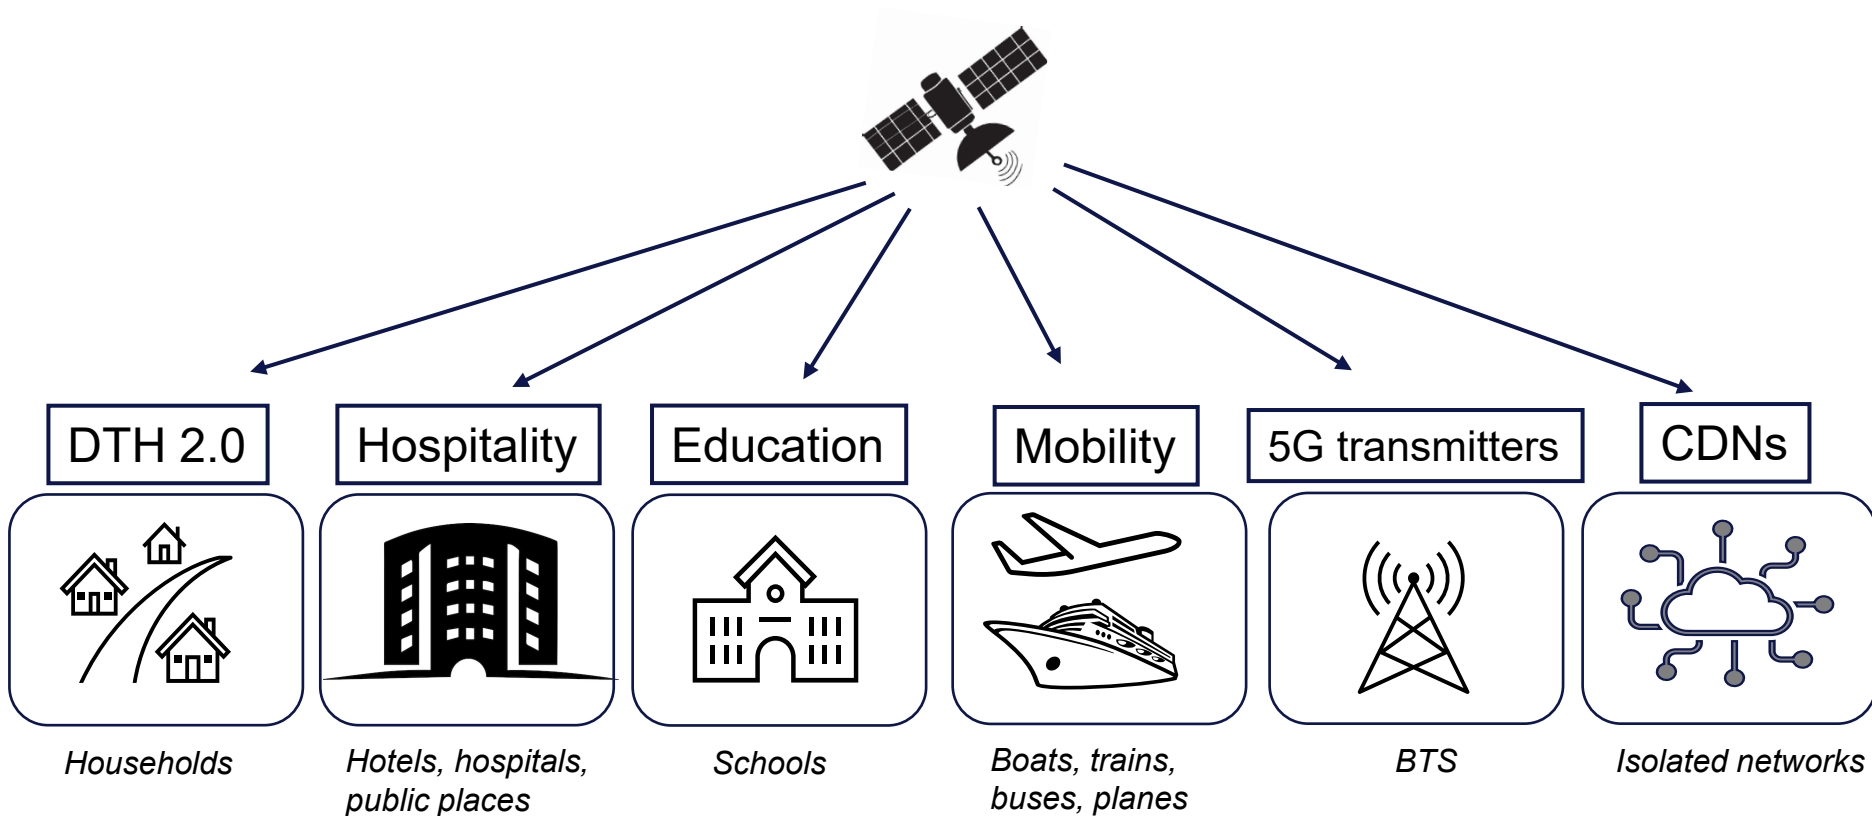 DTH 2.0
Hospitality
Education
Mobility
5G transmitters
CDNs
Households
Hotels, hospitals,
public places
Schools
Boats, trains,
buses, planes
BTS
Isolated networks